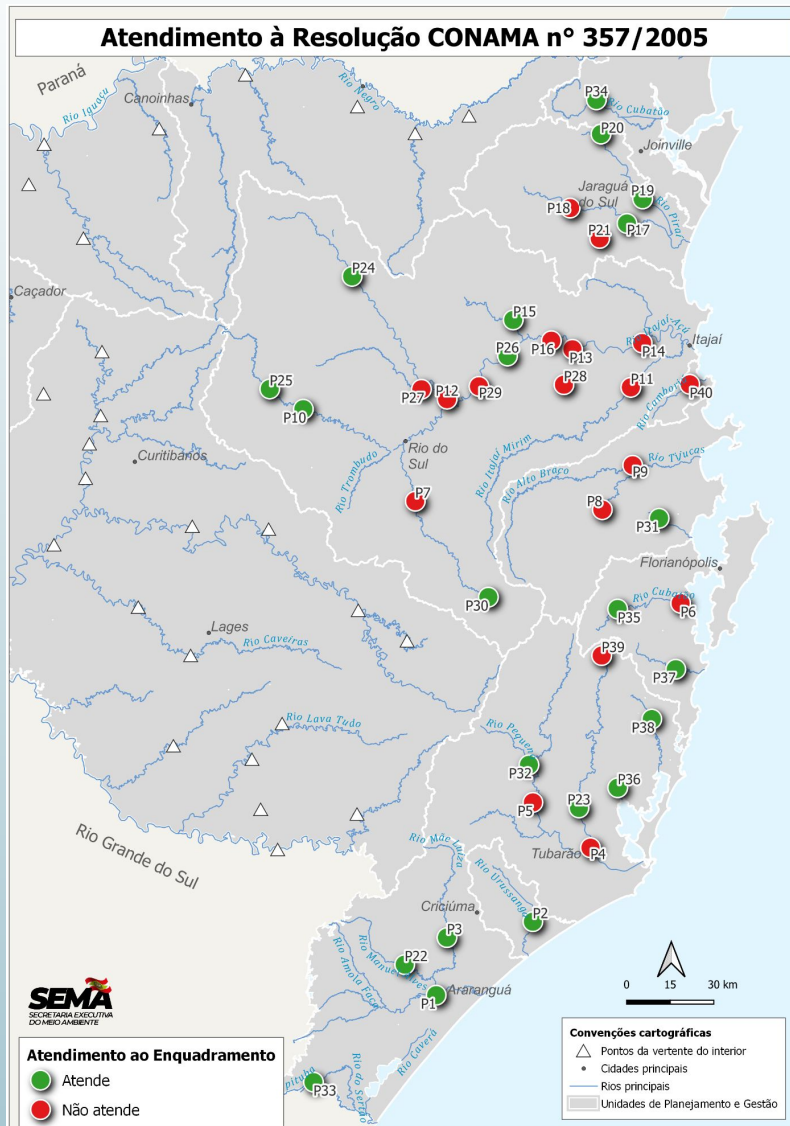 Atendimento à Resolução CONAMA n° 357/2005
Paraná
Rio Iguaçu
Canoinhas
Rio Negro
P34
Rio Cubatão
P20
Joinville
Jaraguá
do Sul
P19
P18
P17
Rio Piraí
P21
P24
Caçador
P15
P16
P26
P13
Rio Itajaí-Açú
P14
Itajaí
P25
P10
P27
P12
P29
P28
P11
P40
Rio Camboriú
Rio do
Sul
Curitibanos
Rio Trombudo
Rio Itajaí Mirim
Rio Alto Braço
Rio Tijucas
P9
P7
P8
P31
Florianópolis
P30
Rio Cubatão
P35
P6
Lages
Rio Caveiras
P39
P37
Rio Lava Tudo
Rio Pequeno
P38
P32
P36
P5
P23
Rio Grande do Sul
Rio Mãe Luiza
Tubarão
P4
Rio Urussanga
Criciúma
P2
P3
Rio Manuel Alves
P22
Rio Amola Faca
Araranguá
P1
0 15 30 km
SEMA
SECRETARIA EXECUTIVA
DO MEIO AMBIENTE
Rio Caverá
Rio do Sertão
P33
Atendimento ao Enquadramento
Atende
Não atende
Convenções cartográficas
Pontos da vertente do interior
Cidades principais
Rios principais
Unidades de Planejamento e Gestão